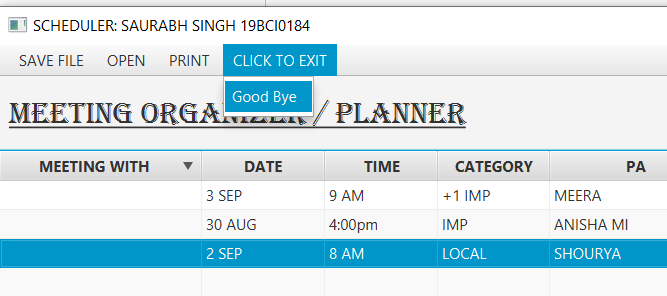 SCHEDULER: SAURABH SINGH 19BCI0184
SAVE FILE OPEN PRINT CLICK TO EXIT
Good Bye
MEETING ORGANIZER / PLANNER
MEETING WITH DATE TIME CATEGORY PA
3 SEP 9 AM +1 IMP MEERA
30 AUG 4:00pm IMP ANISHA MI
2 SEP 8 AM LOCAL SHOURYA